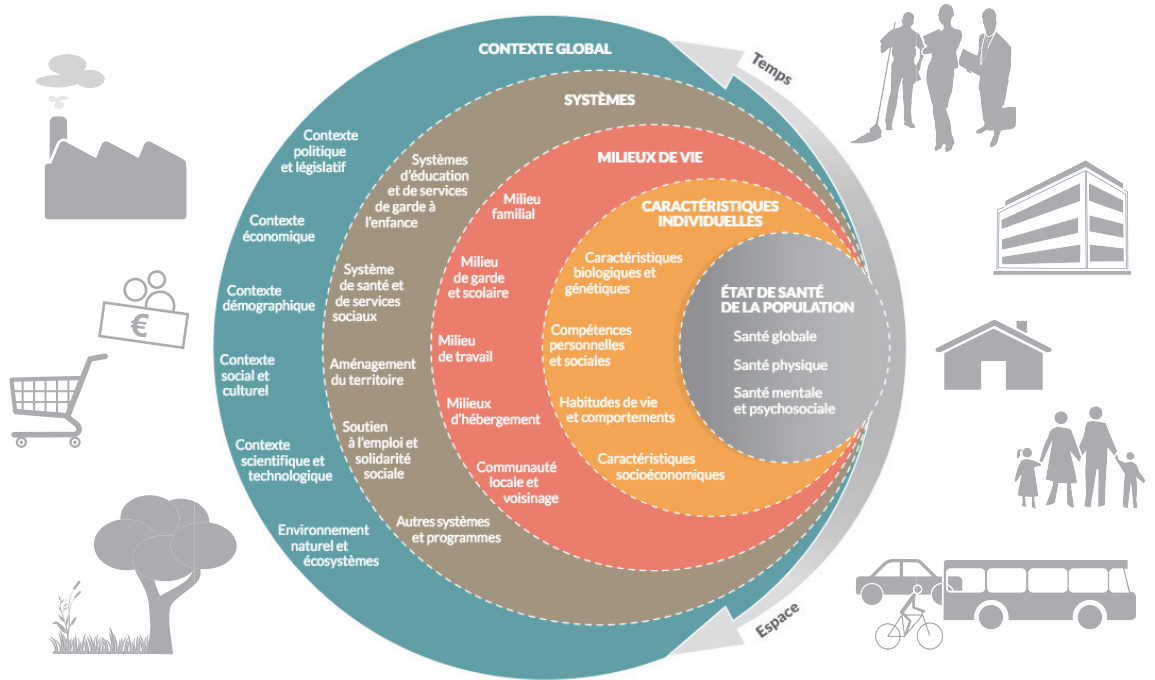 CONTEXTE GLOBAL
Contexte
politique
et législatif
Contexte
économique
Contexte
démographique
Contexte
social et
culturel
Contexte
scientifique et
technologique
Environnement
naturel et
écosystèmes
SYSTÈMES
Systèmes
d'éducation
et de services
de garde à
l'enfance
Système
de santé et
de services
sociaux
Aménagement
du territoire
Soutien
à l'emploi et
solidarité
sociale
Autres systèmes
et programmes
MILIEUX DE VIE
Milieu
familial
Milieu
de garde
et scolaire
Milieu
de travail
Milieux
d'hébergement
Communauté
locale et
voisinage
CARACTÉRISTIQUES
INDIVIDUELLES
Caractéristiques
biologiques et
génétiques
Compétences
personnelles
et sociales
Habitudes de vie
et comportements
Caractéristiques
socioéconomiques
ÉTAT DE SANTÉ
DE LA POPULATION
Santé globale
Santé physique
Santé mentale
et psychosociale
Temps
Espace
€